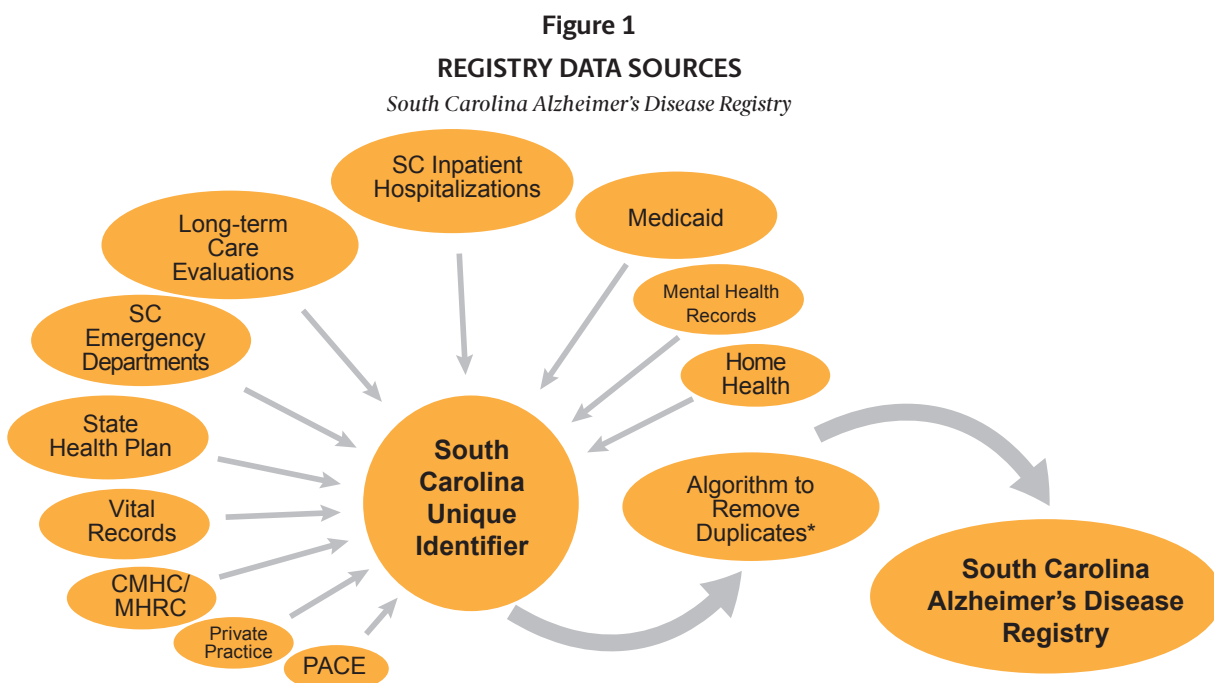 Figure 1
REGISTRY DATA SOURCES
South Carolina Alzheimer's Disease Registry
SC Inpatient
Hospitalizations
Medicaid
Long-term
Care
Evaluations
Mental Health
Records
SC
Emergency
Departments
Home
Health
State
Health Plan
South
Carolina
Unique
Identifier
Algorithm to
Remove
Duplicates*
Vital
Records
South Carolina
Alzheimer's Disease
Registry
CMHC/
MHRC
Private
Practice
PACE